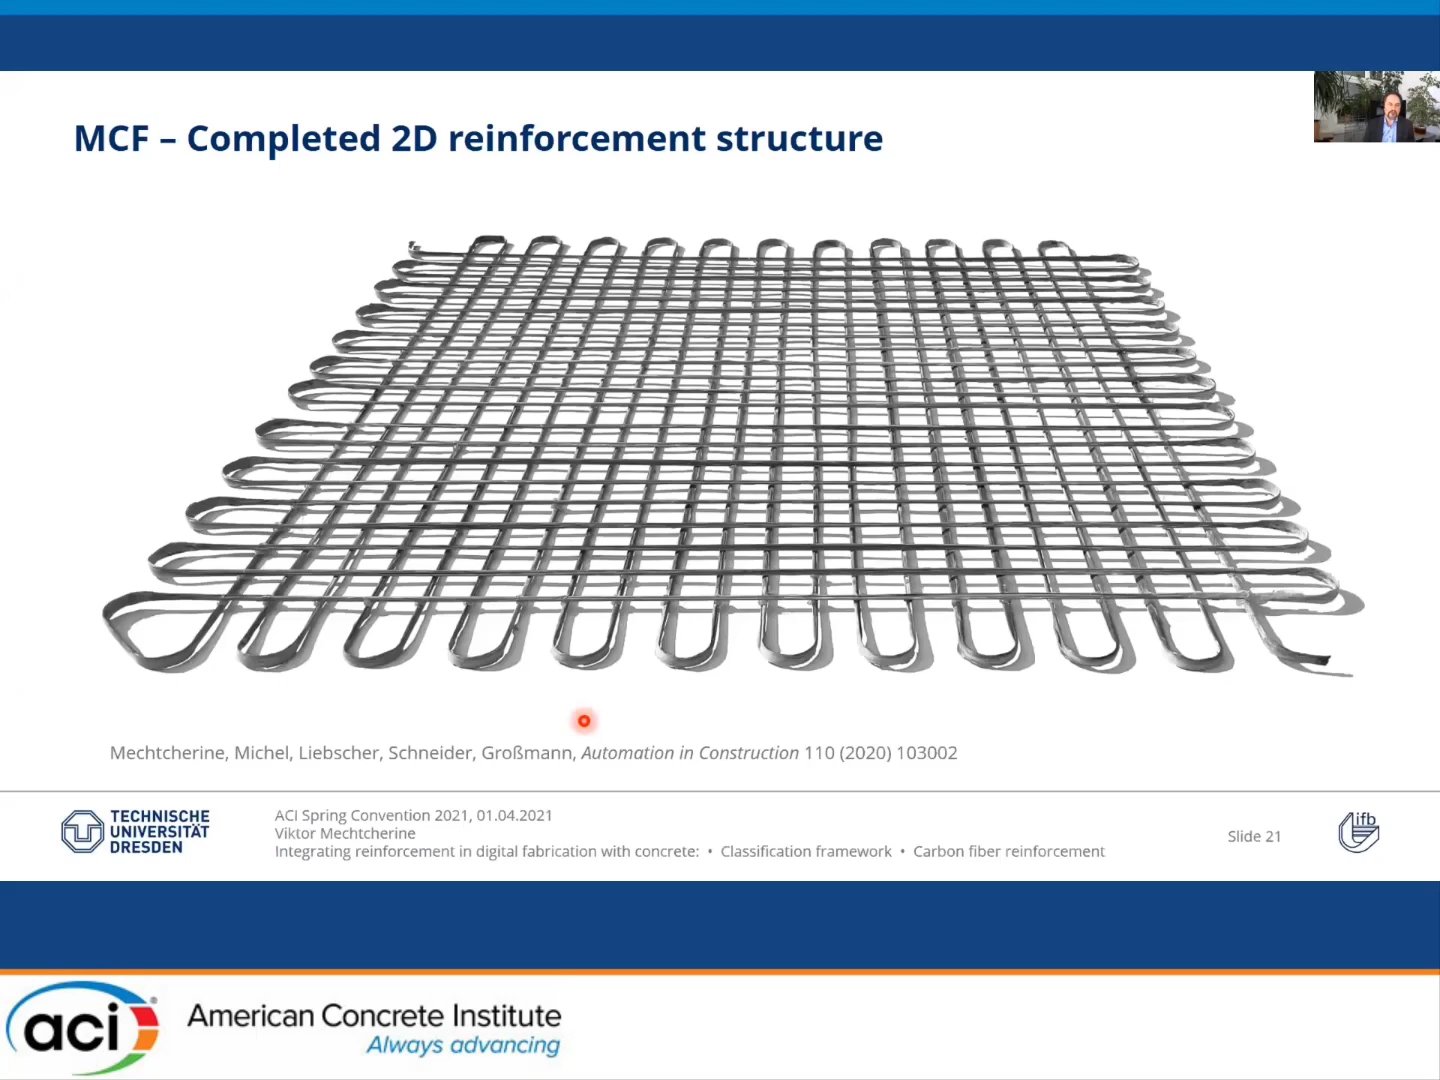 MCF – Completed 2D reinforcement structure
Mechtcherine, Michel, Liebscher, Schneider, Großmann, Automation in Construction 110 (2020) 103002
TECHNISCHE
UNIVERSITÄT
DRESDEN
ACI Spring Convention 2021, 01.04.2021
Viktor Mechtcherine
Integrating reinforcement in digital fabrication with concrete: • Classification framework • Carbon fiber reinforcement
Slide 21
ifb
aci®
American Concrete Institute
Always advancing